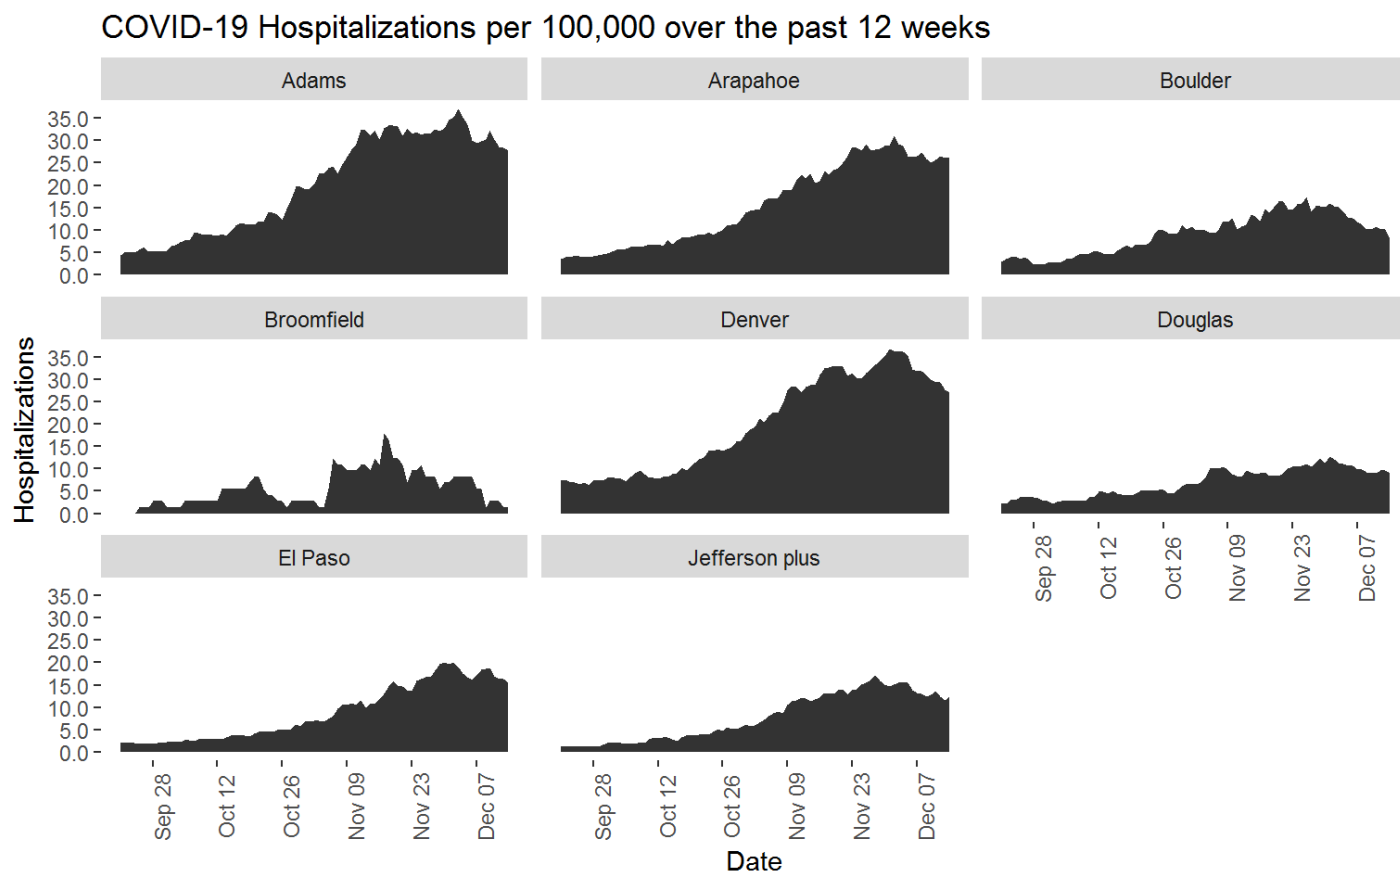 COVID-19 Hospitalizations per 100,000 over the past 12 weeks
Adams
Arapahoe
Boulder
35.0
30.0
25.0
20.0
15.0
10.0
5.0
0.0
Broomfield
Denver
Douglas
35.0
30.0
25.0
20.0
15.0
10.0
5.0
0.0
Hospitalizations
Sep 28
Oct 12
Oct 26
Nov 09
Nov 23
Dec 07
El Paso
Jefferson plus
35.0
30.0
25.0
20.0
15.0
10.0
5.0
0.0
Sep 28
Oct 12
Oct 26
Nov 09
Nov 23
Dec 07
Sep 28
Oct 12
Oct 26
Nov 09
Nov 23
Dec 07
Date